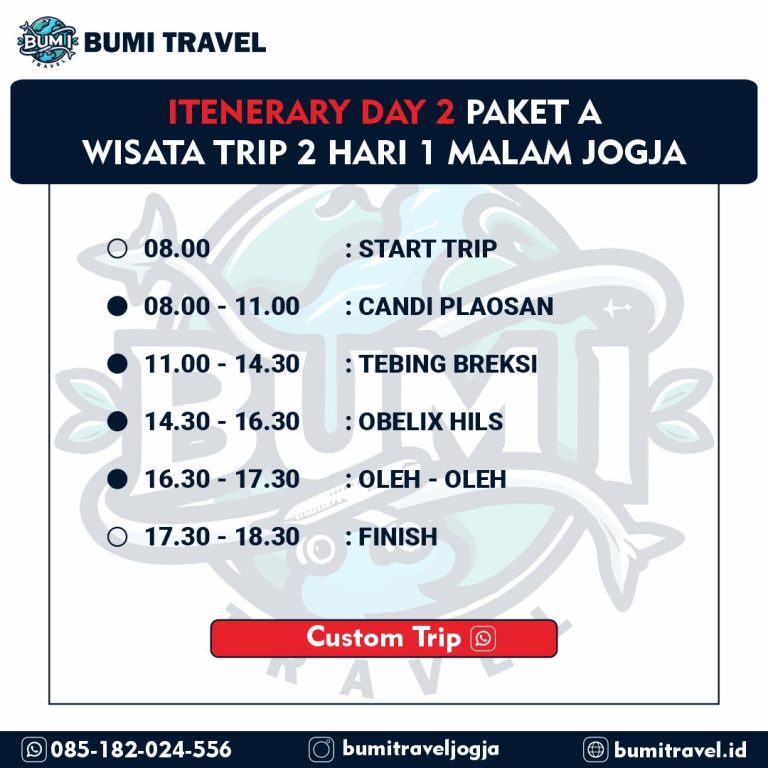 BUMI
TRAVEL
BUMI TRAVEL
ITENERARY DAY 2 PAKET A
WISATA TRIP 2 HARI 1 MALAM JOGJA
08.00 : START TRIP
08.00 - 11.00 : CANDI PLAOSAN
11.00 - 14.30 : TEBING BREKSI
14.30 - 16.30 : OBELIX HILS
16.30 - 17.30 : OLEH - OLEH
17.30 - 18.30 : FINISH
BUMI
TRAVEL
Custom Trip
085-182-024-556 bumitraveljogja bumitravel.id